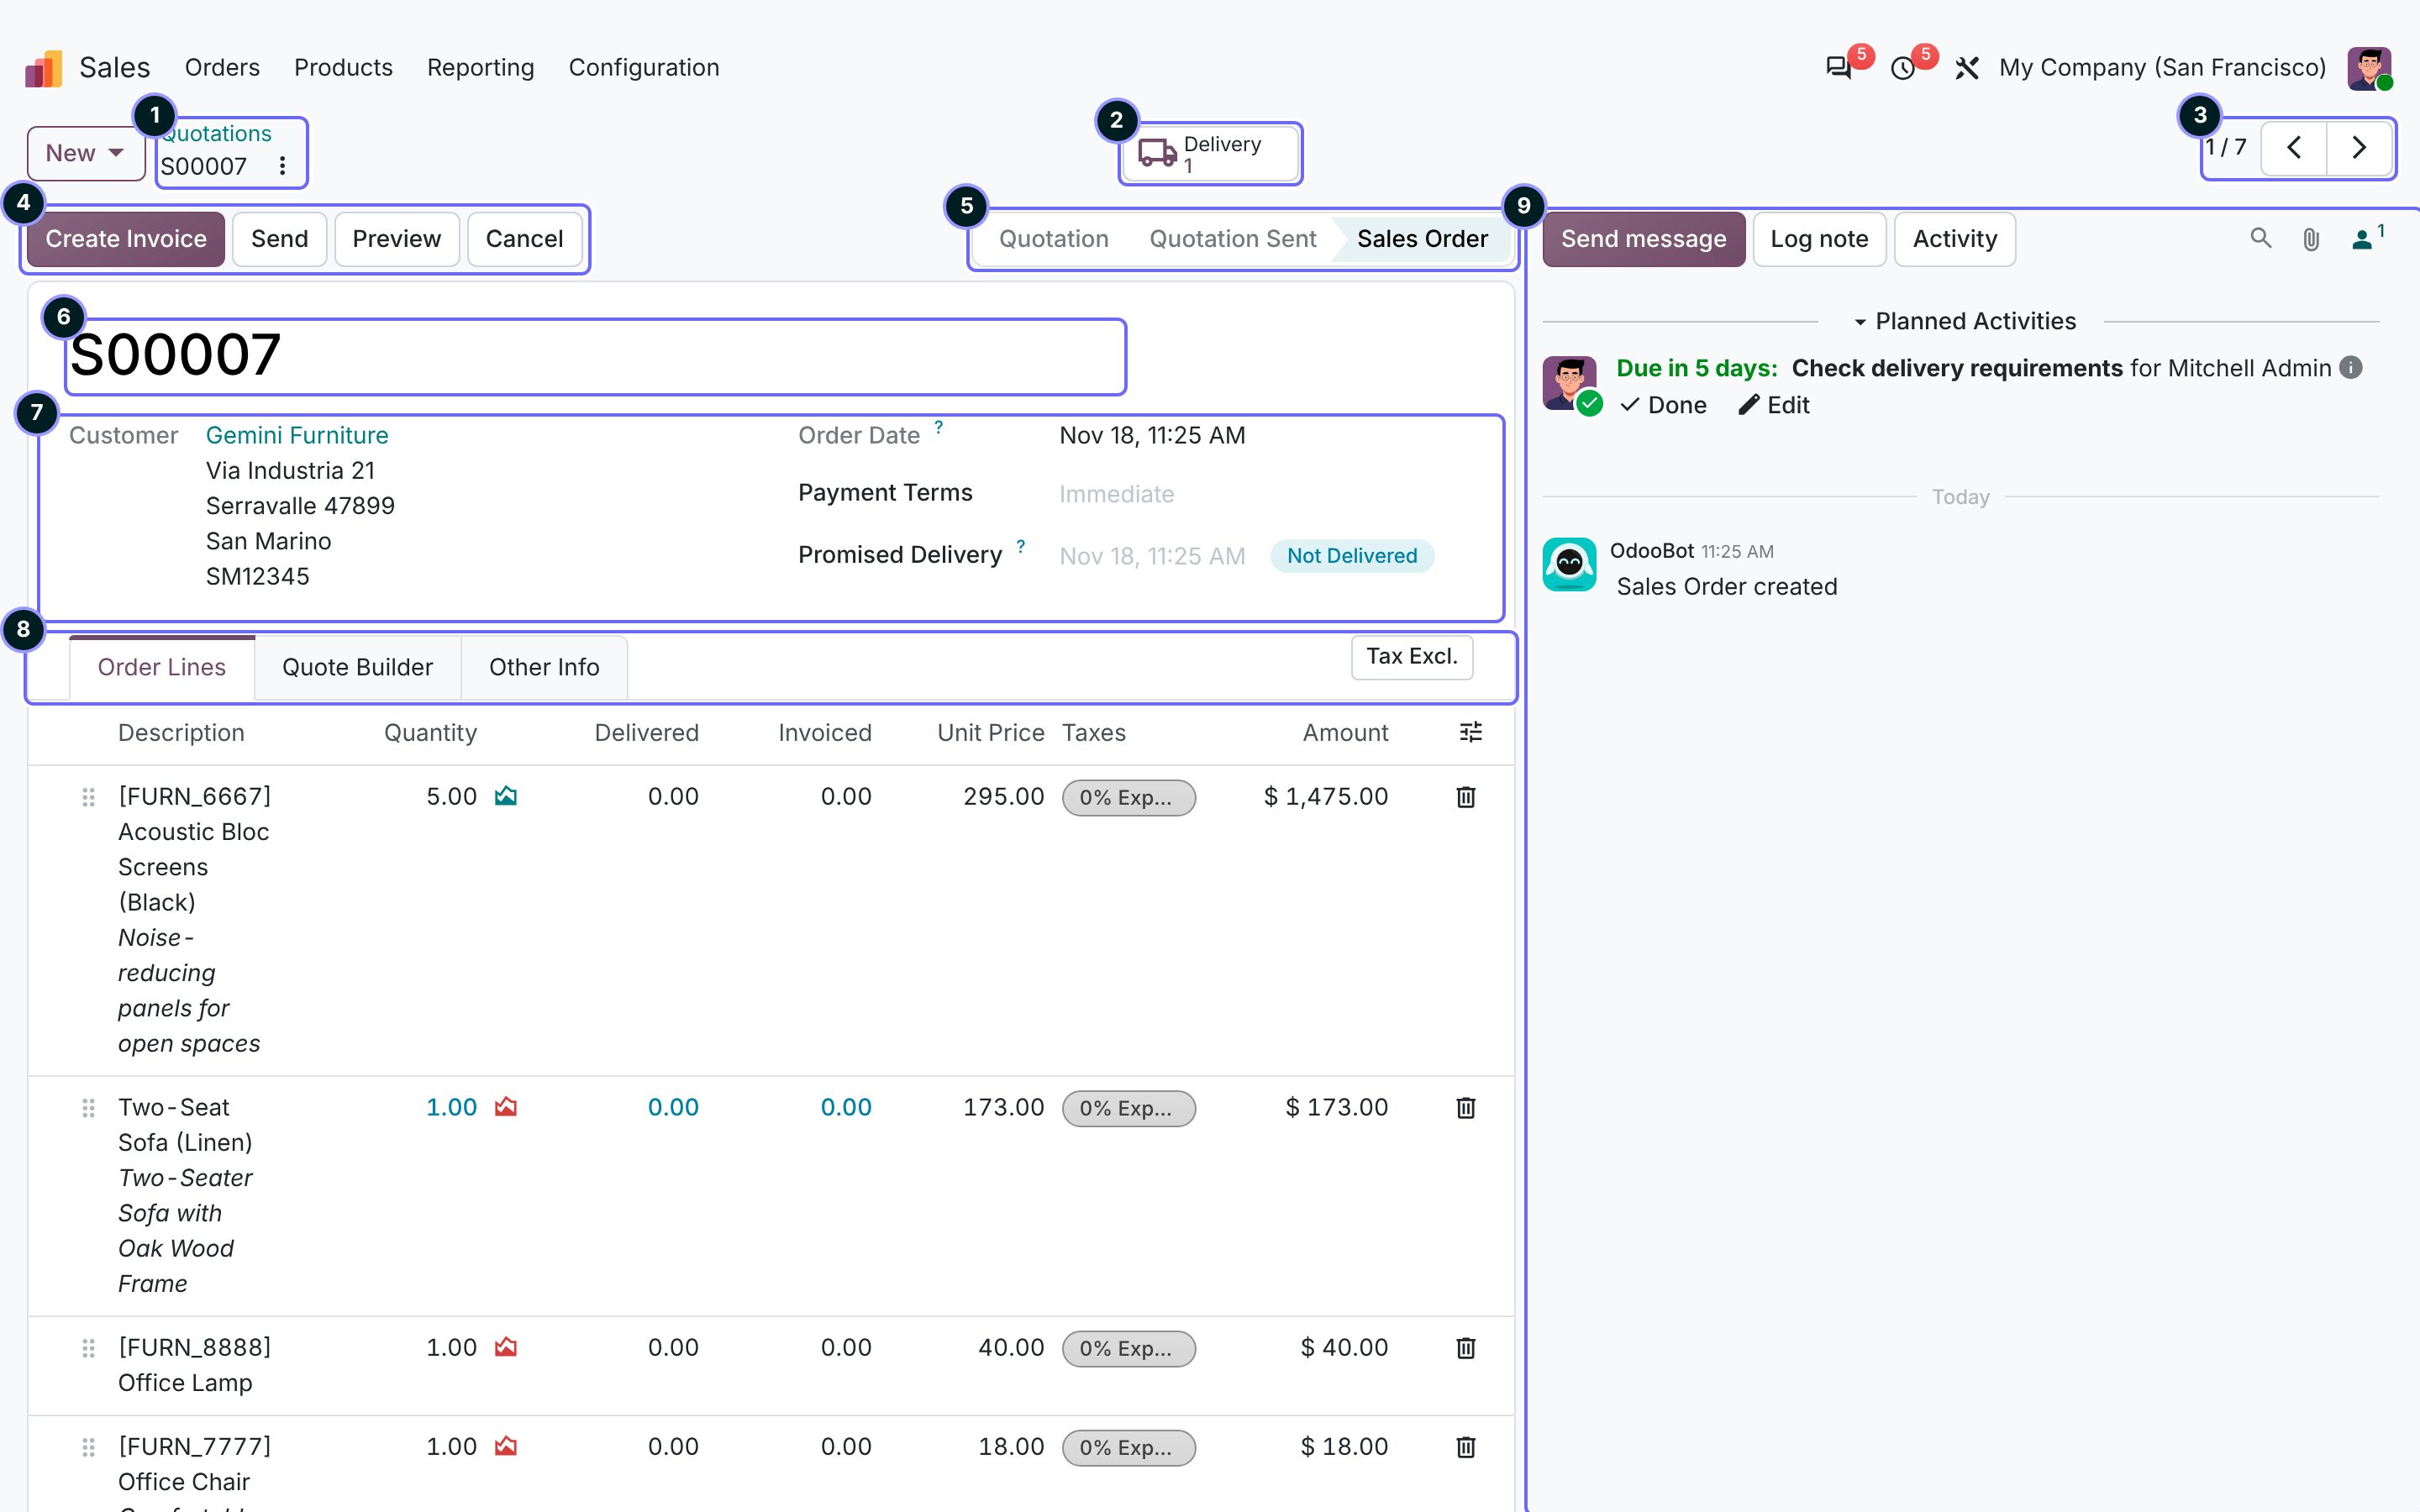 Sales Orders Products Reporting Configuration
5 5 My Company (San Francisco)
1 2 3
New Quotations
S00007
Delivery
1
1 / 7
4 5 9
Create Invoice Send Preview Cancel
Quotation Quotation Sent Sales Order
Send message Log note Activity 1
6
S00007
Planned Activities
Due in 5 days: Check delivery requirements for Mitchell Admin
Done Edit
7
Customer Gemini Furniture
Via Industria 21
Serravalle 47899
San Marino
SM12345
Order Date ? Nov 18, 11:25 AM
Payment Terms Immediate
Promised Delivery ? Nov 18, 11:25 AM Not Delivered
Today
OdooBot 11:25 AM
Sales Order created
8
Order Lines Quote Builder Other Info Tax Excl.
Description Quantity Delivered Invoiced Unit Price Taxes Amount
[FURN_6667] 5.00 0.00 0.00 295.00 0% Exp... $ 1,475.00
Acoustic Bloc
Screens
(Black)
Noise-
reducing
panels for
open spaces
Two-Seat 1.00 0.00 0.00 173.00 0% Exp... $ 173.00
Sofa (Linen)
Two-Seater
Sofa with
Oak Wood
Frame
[FURN_8888] 1.00 0.00 0.00 40.00 0% Exp... $ 40.00
Office Lamp
[FURN_7777] 1.00 0.00 0.00 18.00 0% Exp... $ 18.00
Office Chair